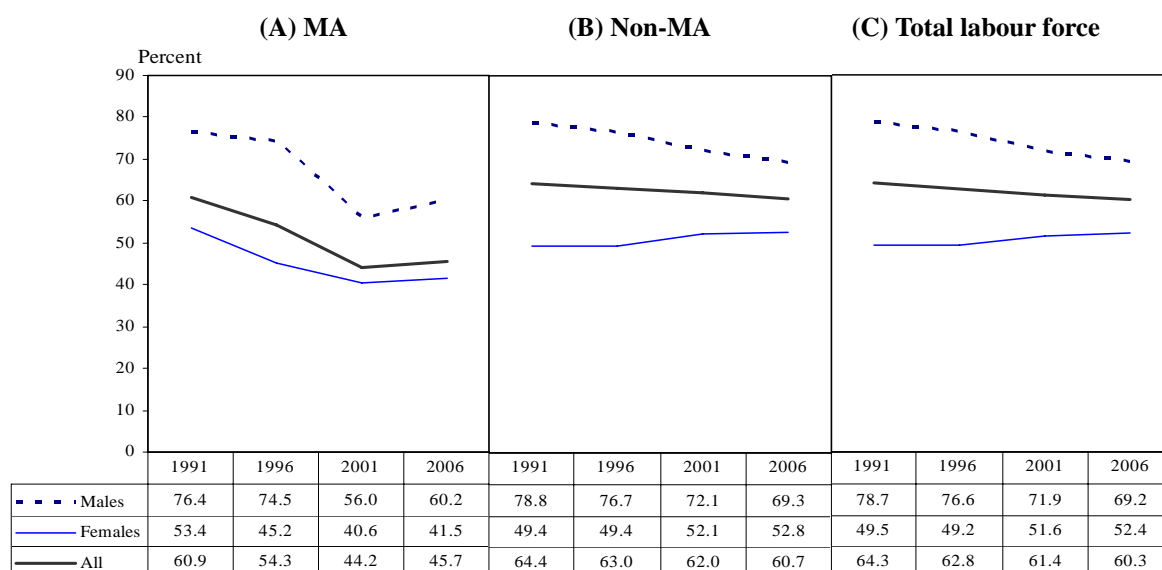 (A) MA (B) Non-MA (C) Total labour force
Percent
90
80
70
60
50
40
30
20
10
0
1991 1996 2001 2006 1991 1996 2001 2006 1991 1996 2001 2006
Males 76.4 74.5 56.0 60.2 78.8 76.7 72.1 69.3 78.7 76.6 71.9 69.2
Females 53.4 45.2 40.6 41.5 49.4 49.4 52.1 52.8 49.5 49.2 51.6 52.4
All 60.9 54.3 44.2 45.7 64.4 63.0 62.0 60.7 64.3 62.8 61.4 60.3